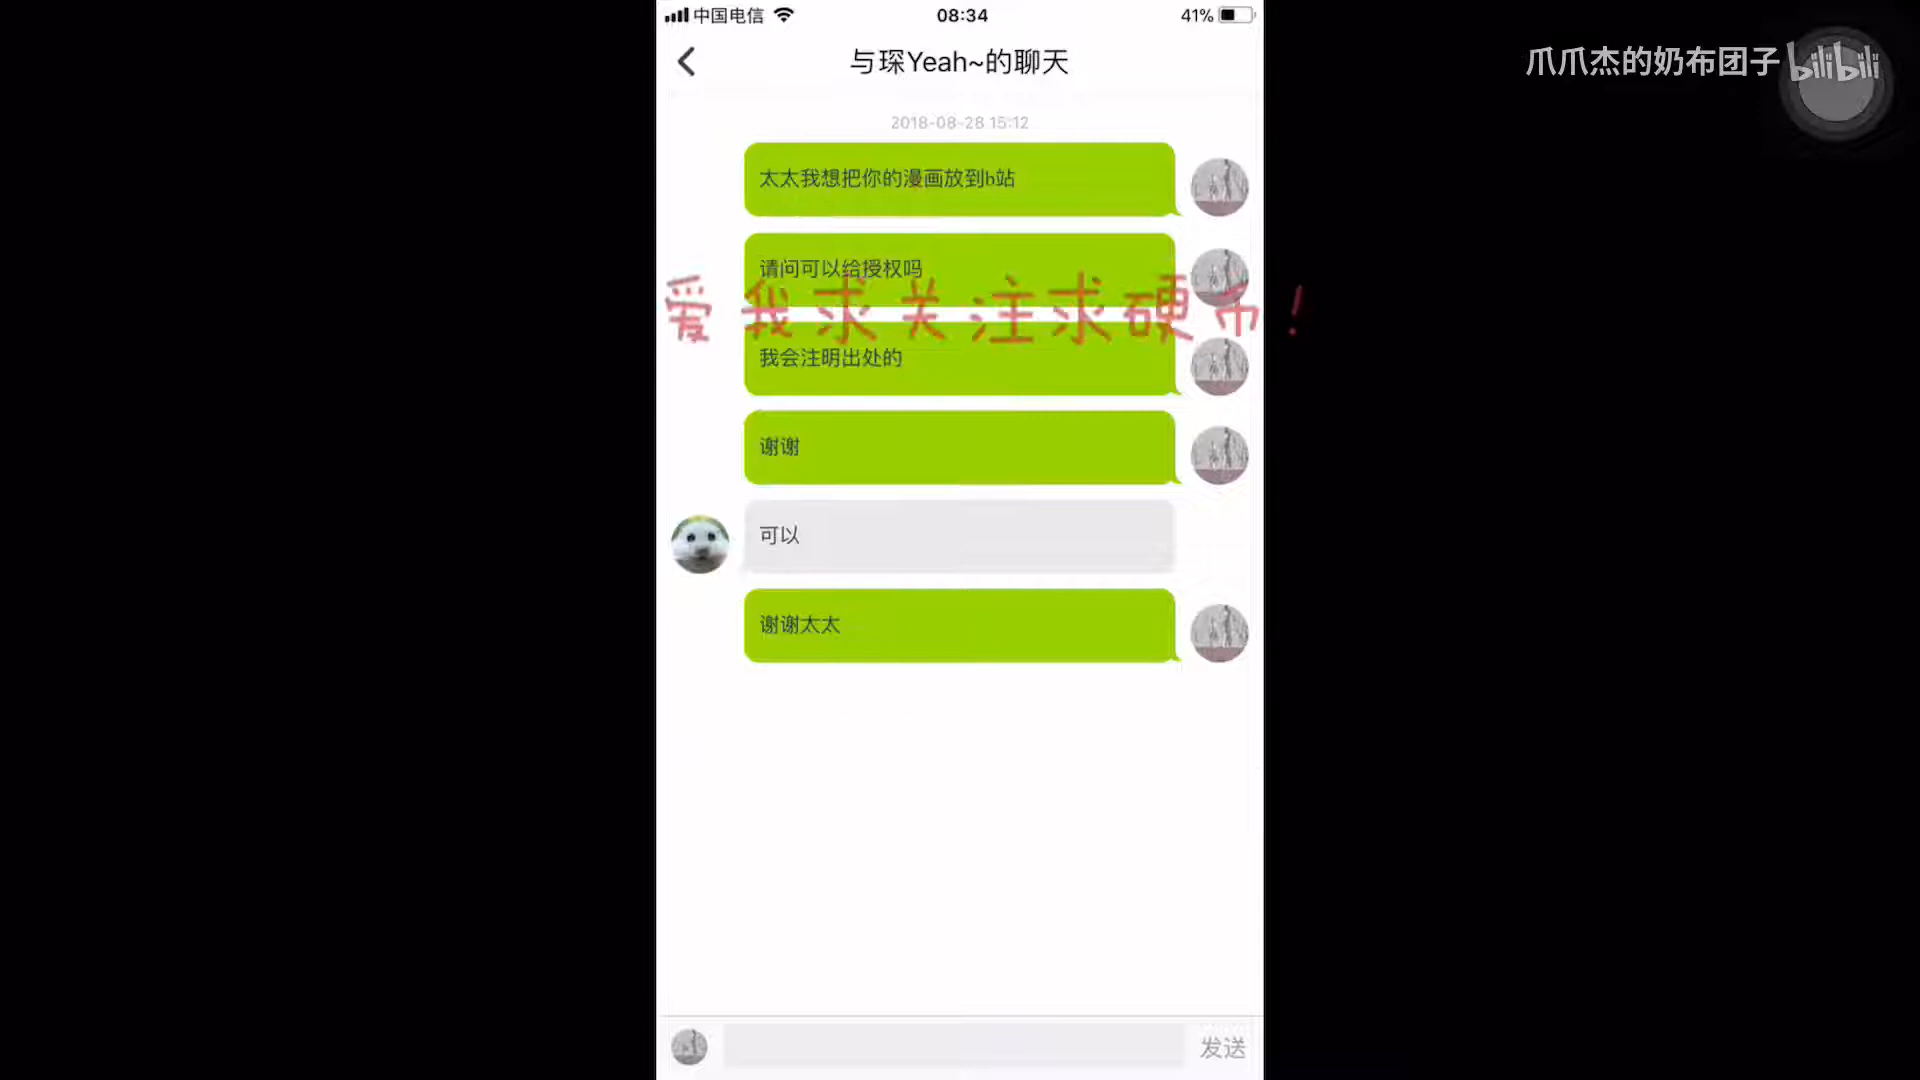 中国电信
08:34
41%
与琛Yeah~的聊天
爪爪杰的奶布团子
bilibili
2018-08-28 15:12
太太我想把你的漫画放到b站
请问可以给授权吗
爱我求关注求硬币!
我会注明出处的
谢谢
可以
谢谢太太
发送